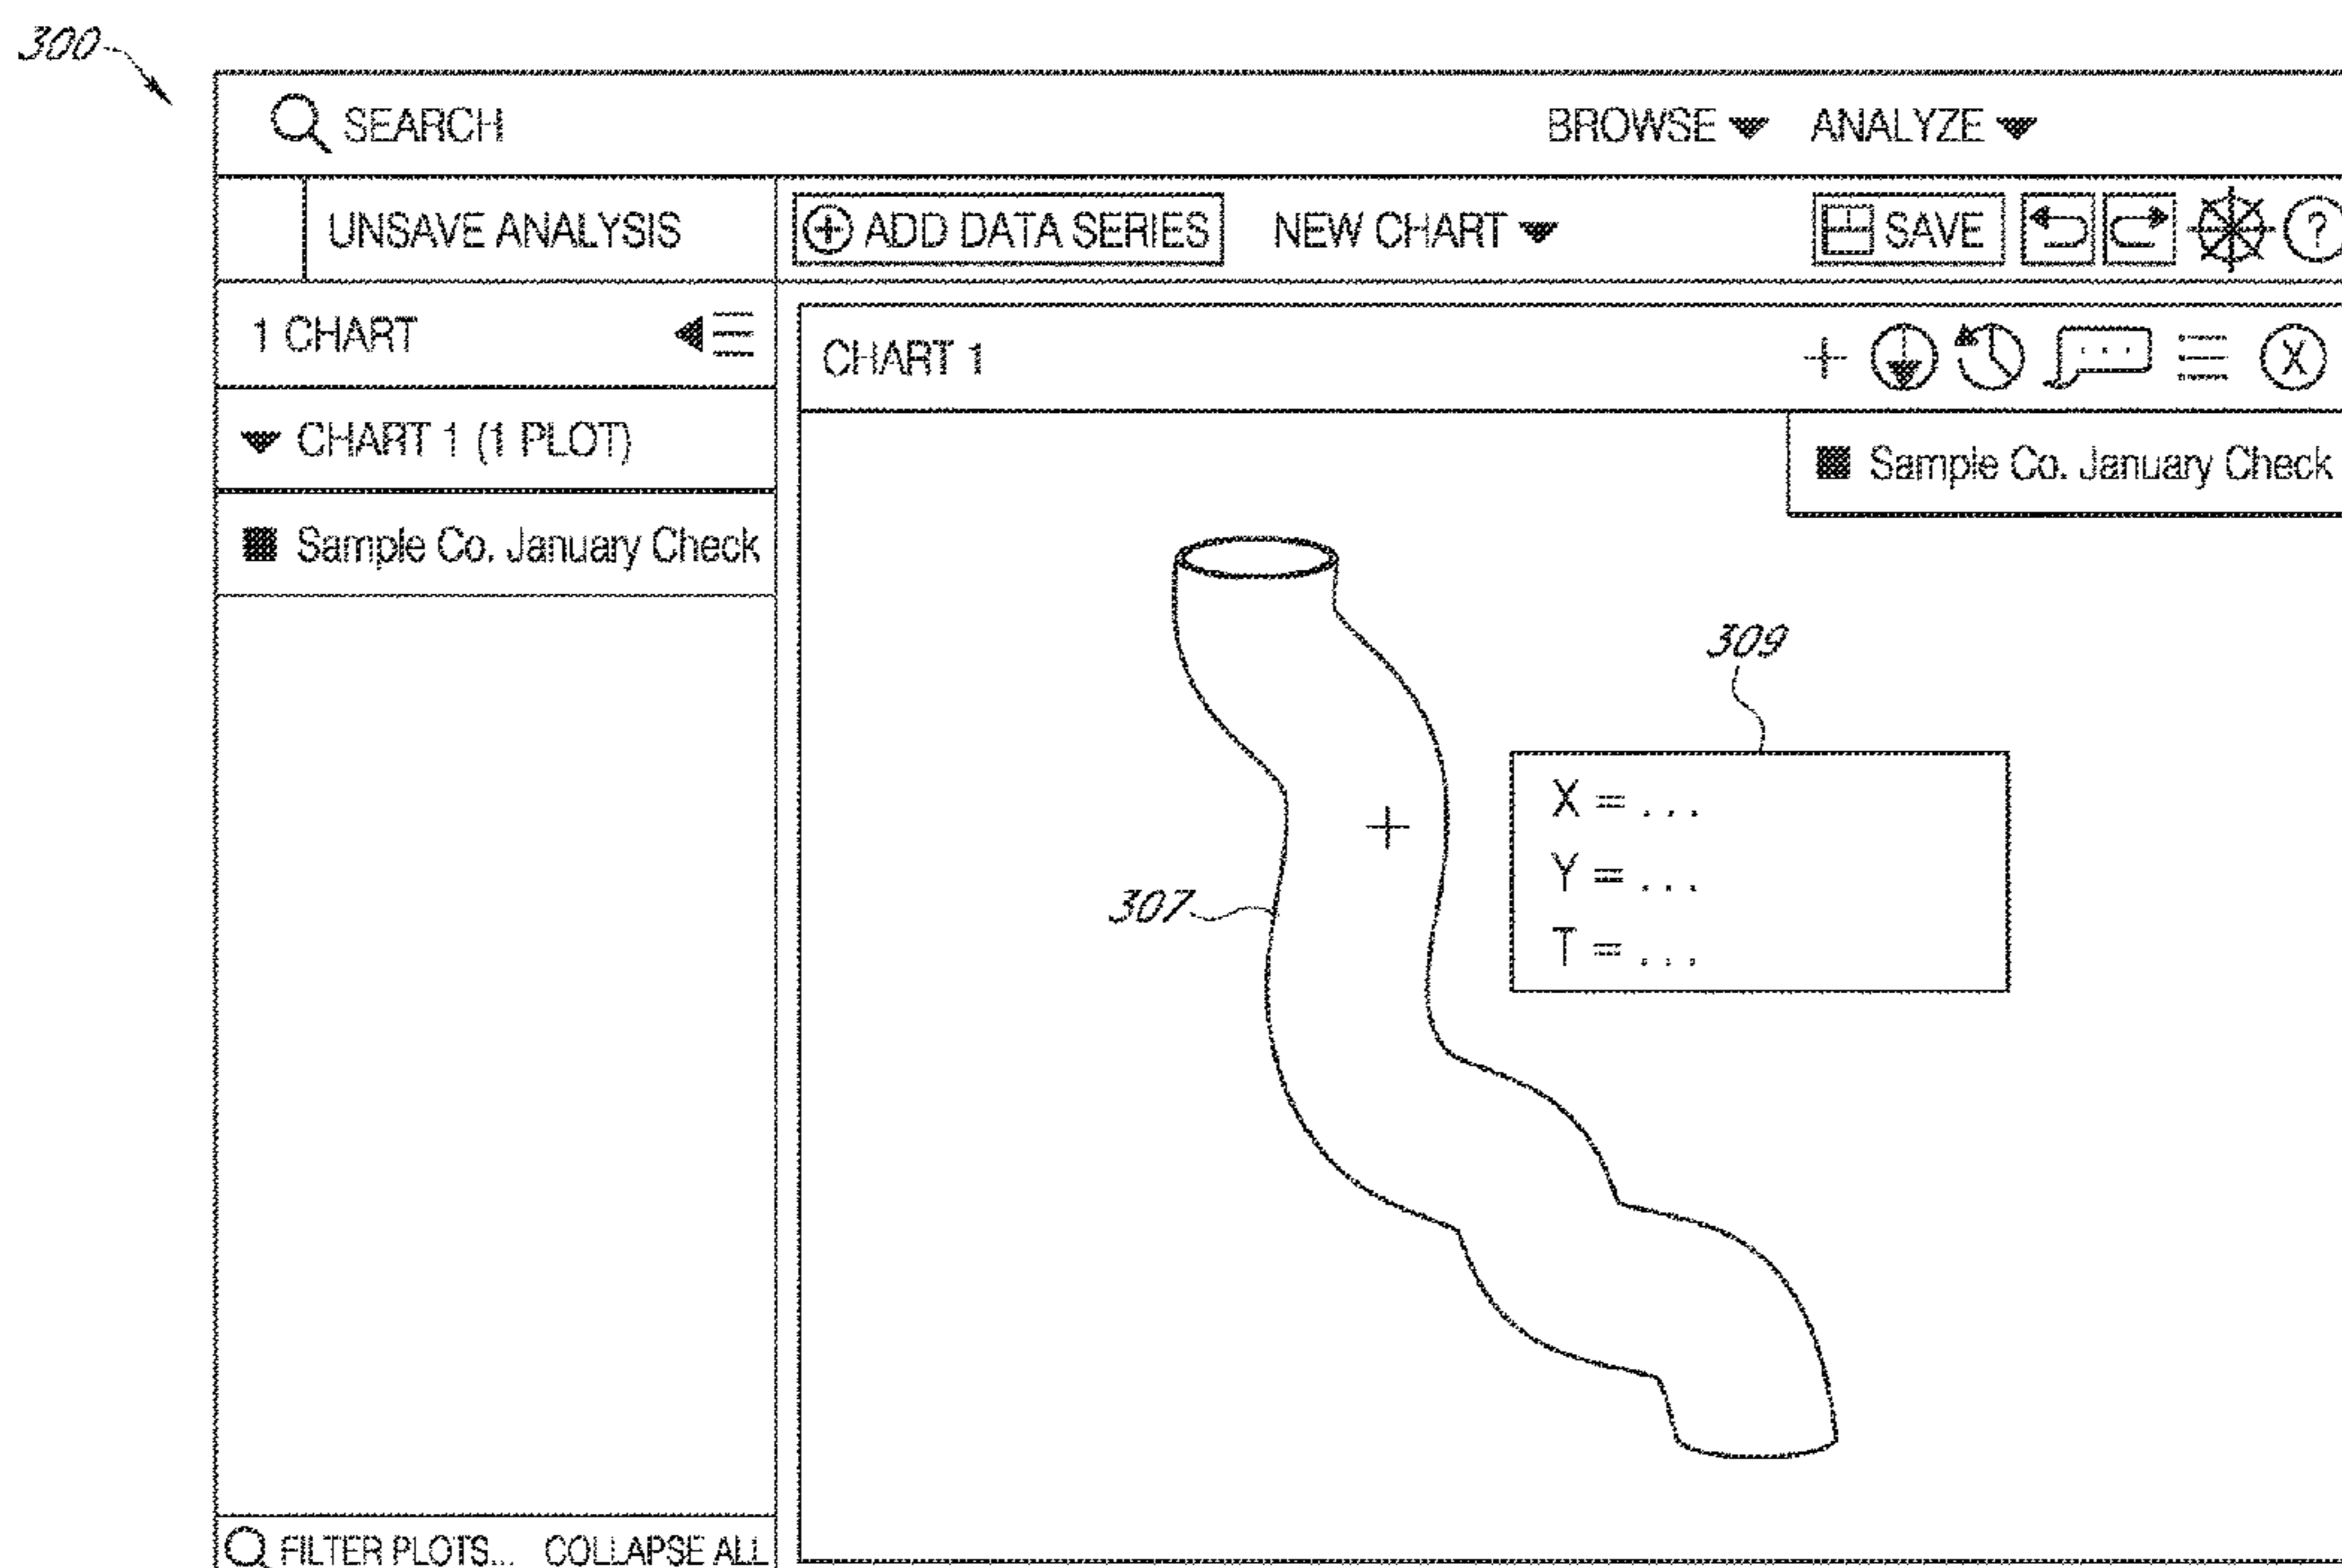 300
SEARCH BROWSE ANALYZE
UNSAVE ANALYSIS ADD DATA SERIES NEW CHART SAVE ?
1 CHART
CHART 1 X
CHART 1 (1 PLOT)
Sample Co. January Check
Sample Co. January Check
309
X = ...
Y = ...
T = ...
307
FILTER PLOTS... COLLAPSE ALL